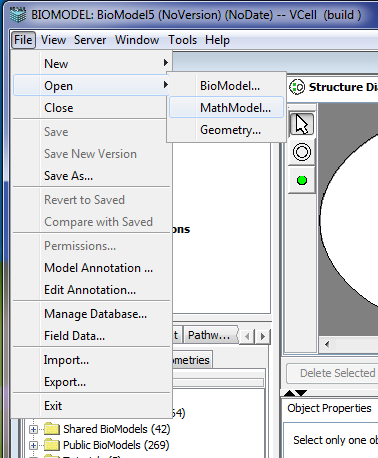 BIOMODEL: BioModel5 (NoVersion) (NoDate) -- VCell (build )
File View Server Window Tools Help
New
Open
Close
Save
Save New Version
Save As...
Revert to Saved
Compare with Saved
Permissions...
Model Annotation ...
Edit Annotation...
Manage Database...
Field Data...
Import...
Export...
Exit
BioModel...
MathModel...
Geometry...
Structure Dia
ons
t Pathw...
ometries
64)
Shared BioModels (42)
Public BioModels (269)
Delete Selected
Object Properties
Select only one o